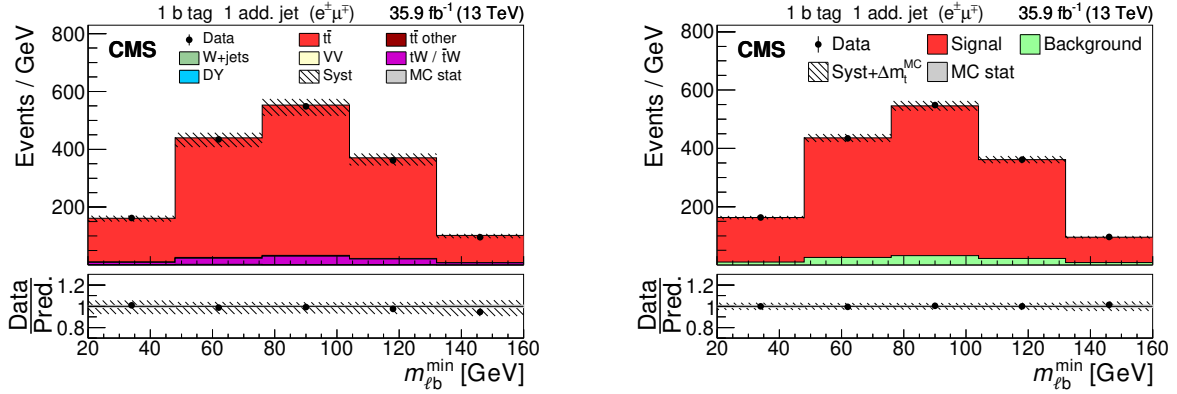 1 b tag 1 add. jet (e±μ∓) 35.9 fb⁻¹ (13 TeV)
CMS
Data tt̄ tt̄ other
W+jets VV tW / t̄W
DY Syst MC stat
Events / GeV
800
600
400
200
Data
Pred.
1.2
1
0.8
20 40 60 80 100 120 140 160
m_{ℓb}^{min} [GeV]
1 b tag 1 add. jet (e±μ∓) 35.9 fb⁻¹ (13 TeV)
CMS
Data Signal Background
Syst+Δm_t^{MC} MC stat
Events / GeV
800
600
400
200
Data
Pred.
1.2
1
0.8
20 40 60 80 100 120 140 160
m_{ℓb}^{min} [GeV]